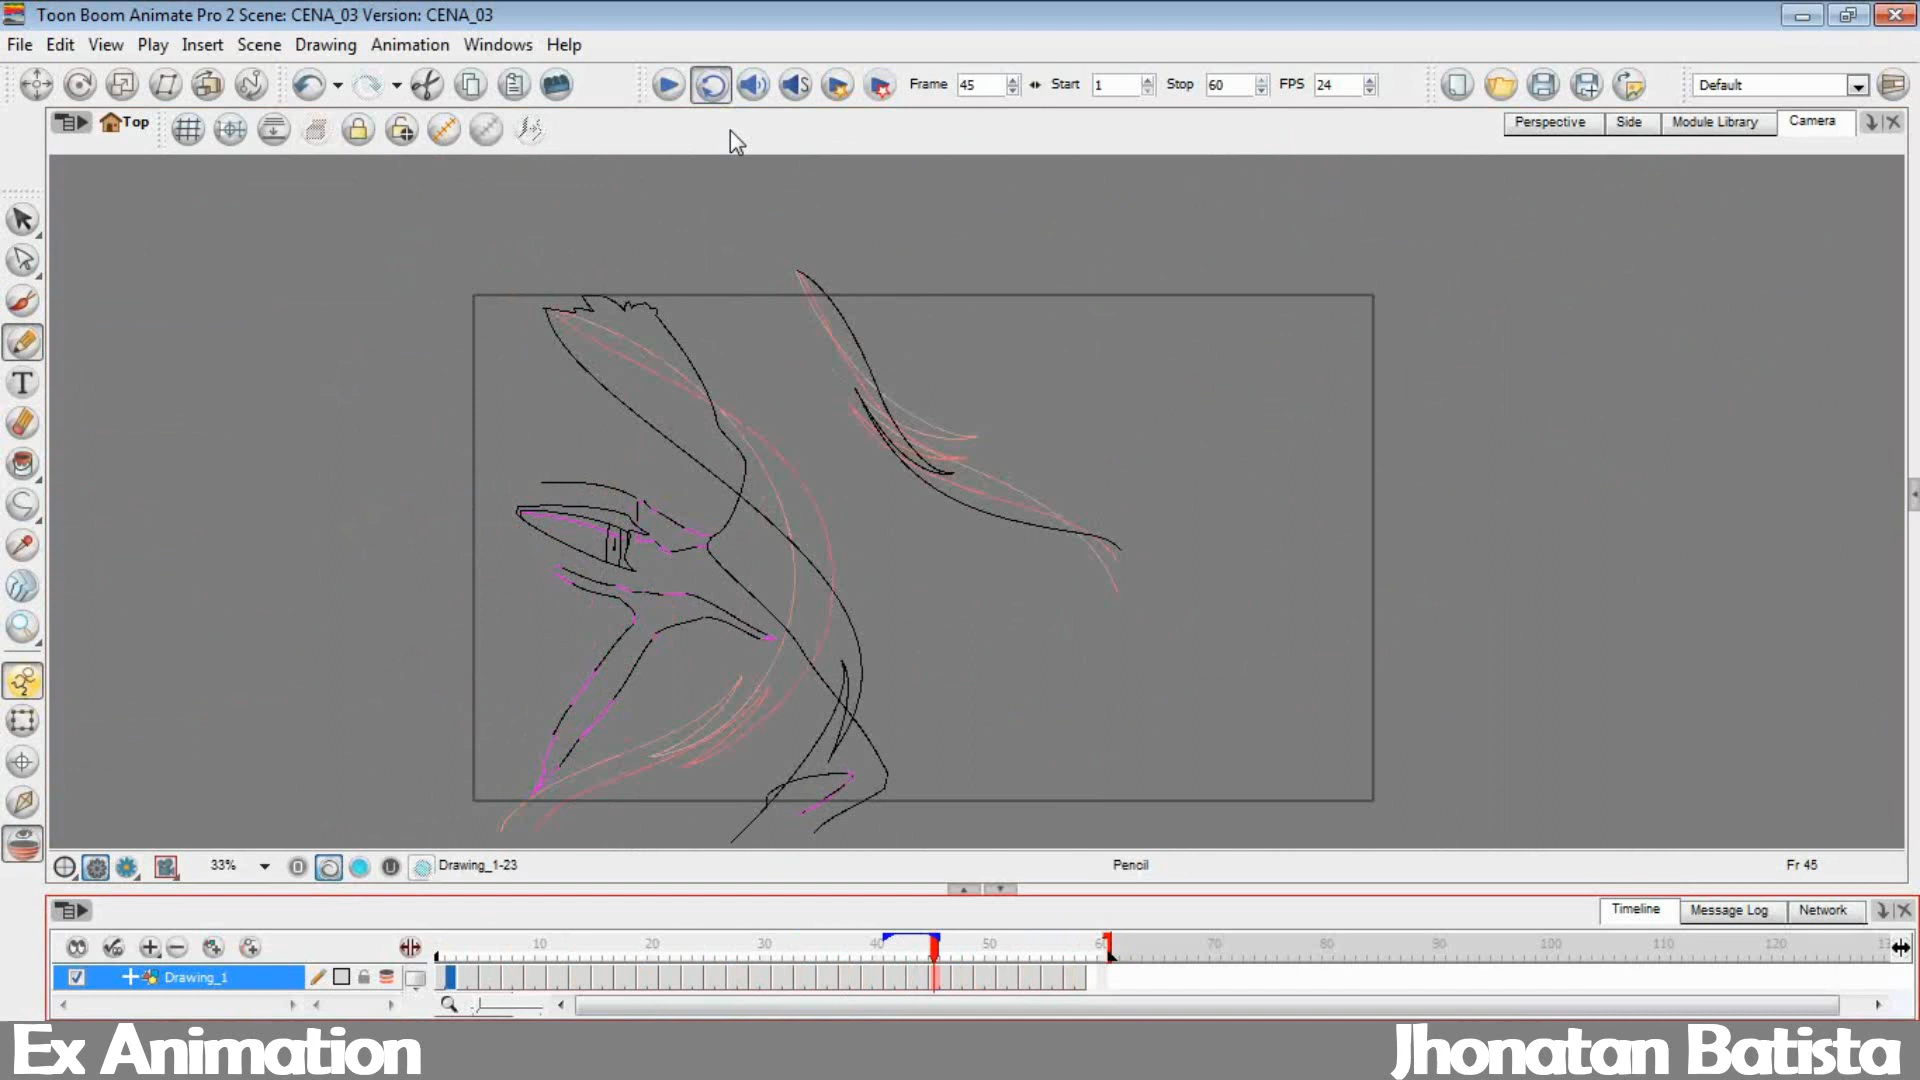 Toon Boom Animate Pro 2 Scene: CENA_03 Version: CENA_03
File Edit View Play Insert Scene Drawing Animation Windows Help
Frame 45 Start 1 Stop 60 FPS 24 Default
Top Perspective Side Module Library Camera
33% Drawing_1-23 Pencil Fr 45
Timeline Message Log Network
10 20 30 40 50 60 70 80 90 100 110 120
Drawing_1
Ex Animation Jhonatan Batista